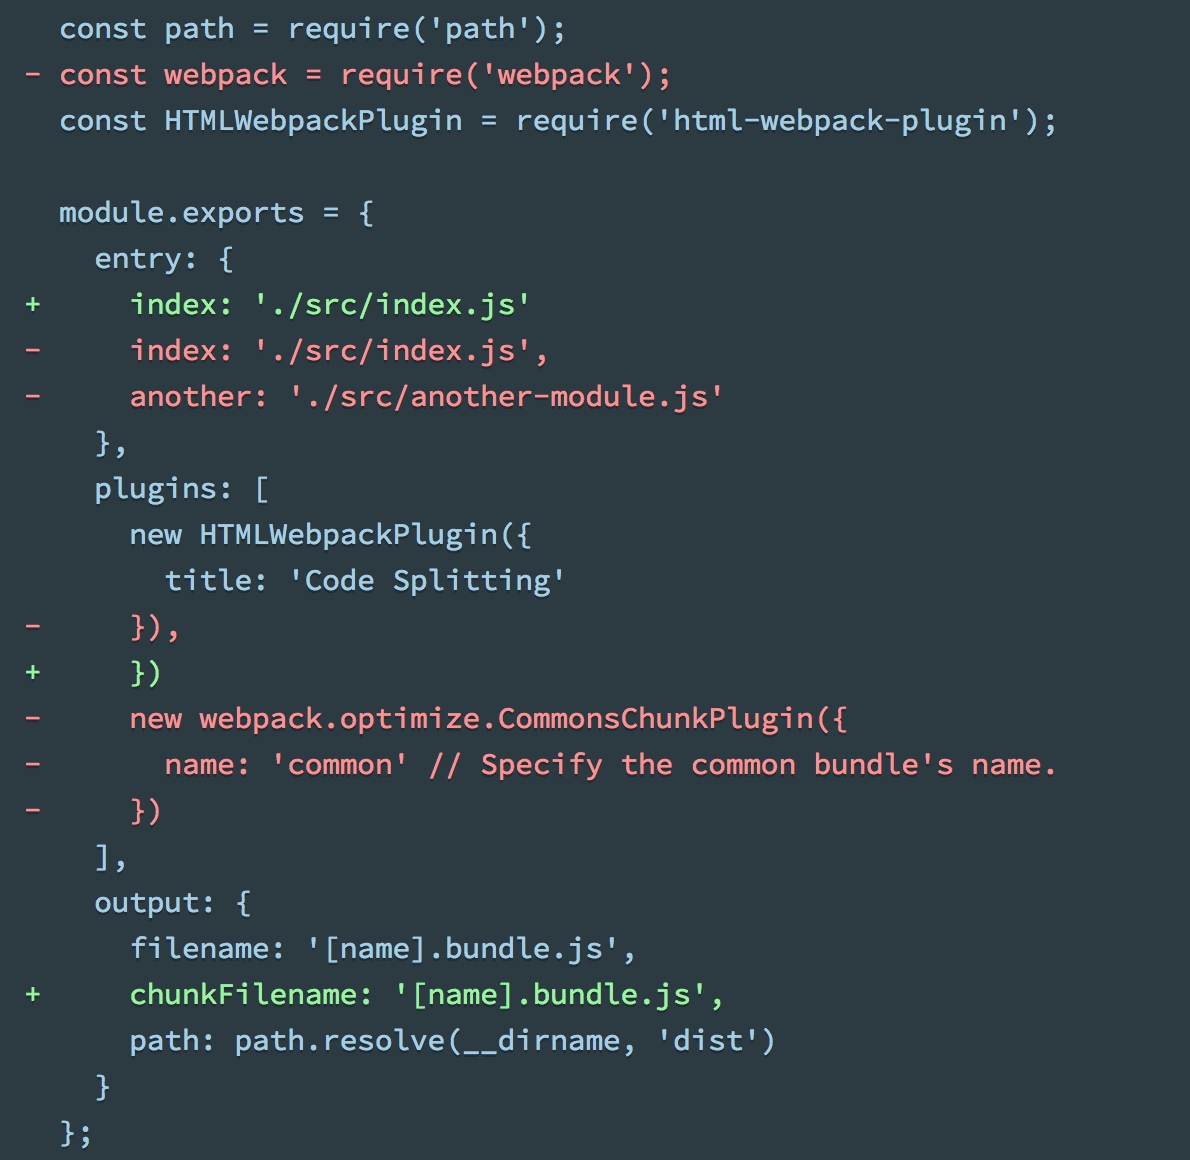 const path = require('path');
- const webpack = require('webpack');
  const HTMLWebpackPlugin = require('html-webpack-plugin');

  module.exports = {
    entry: {
+     index: './src/index.js'
-     index: './src/index.js',
-     another: './src/another-module.js'
    },
    plugins: [
      new HTMLWebpackPlugin({
        title: 'Code Splitting'
-     }),
+     })
-     new webpack.optimize.CommonsChunkPlugin({
-       name: 'common' // Specify the common bundle's name.
-     })
    ],
    output: {
      filename: '[name].bundle.js',
+     chunkFilename: '[name].bundle.js',
      path: path.resolve(__dirname, 'dist')
    }
  };